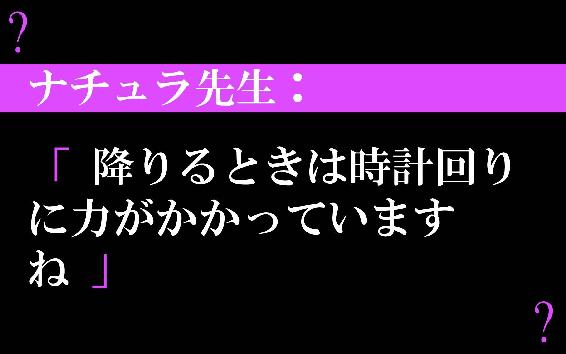 ?
ナチュラ先生：
「 降りるときは時計回り
に力がかかっています
ね 」
?